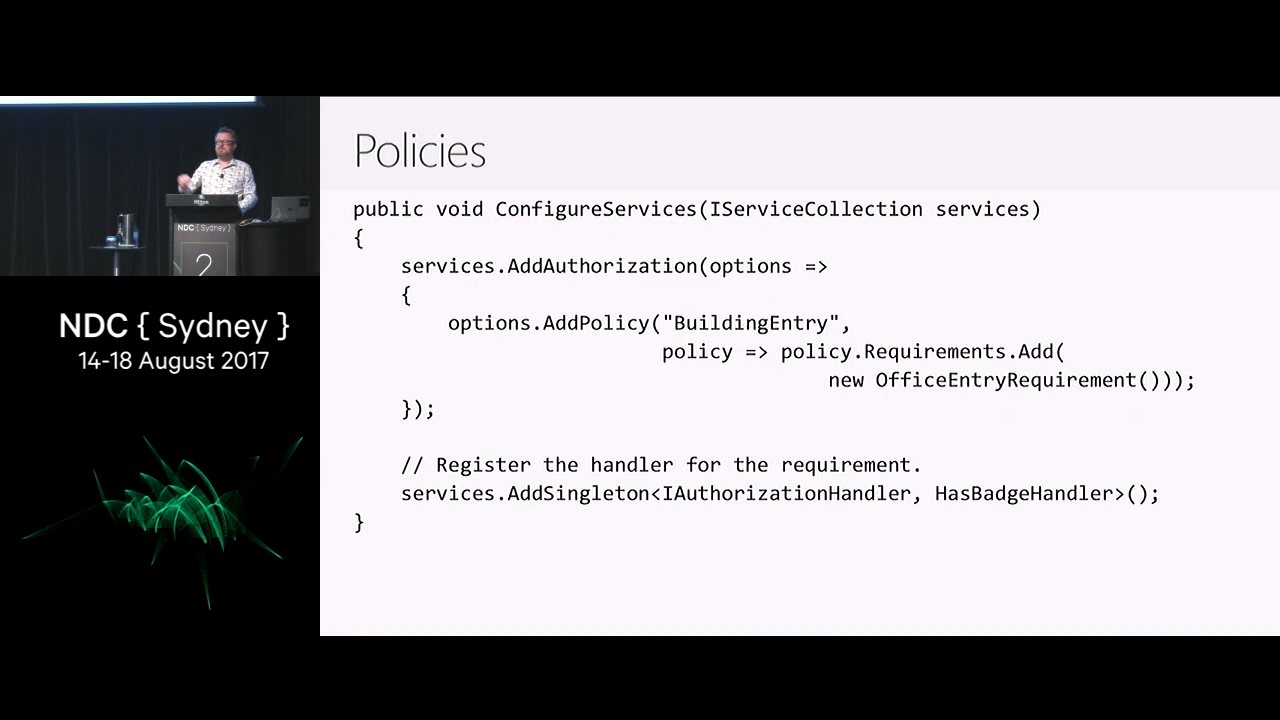 Policies
public void ConfigureServices(IServiceCollection services)
{
    services.AddAuthorization(options =>
    {
        options.AddPolicy("BuildingEntry",
                          policy => policy.Requirements.Add(
                                        new OfficeEntryRequirement()));
    });

    // Register the handler for the requirement.
    services.AddSingleton<IAuthorizationHandler, HasBadgeHandler>();
}
Hilton
NDC { Sydney }
2
NDC { Sydney }
14-18 August 2017